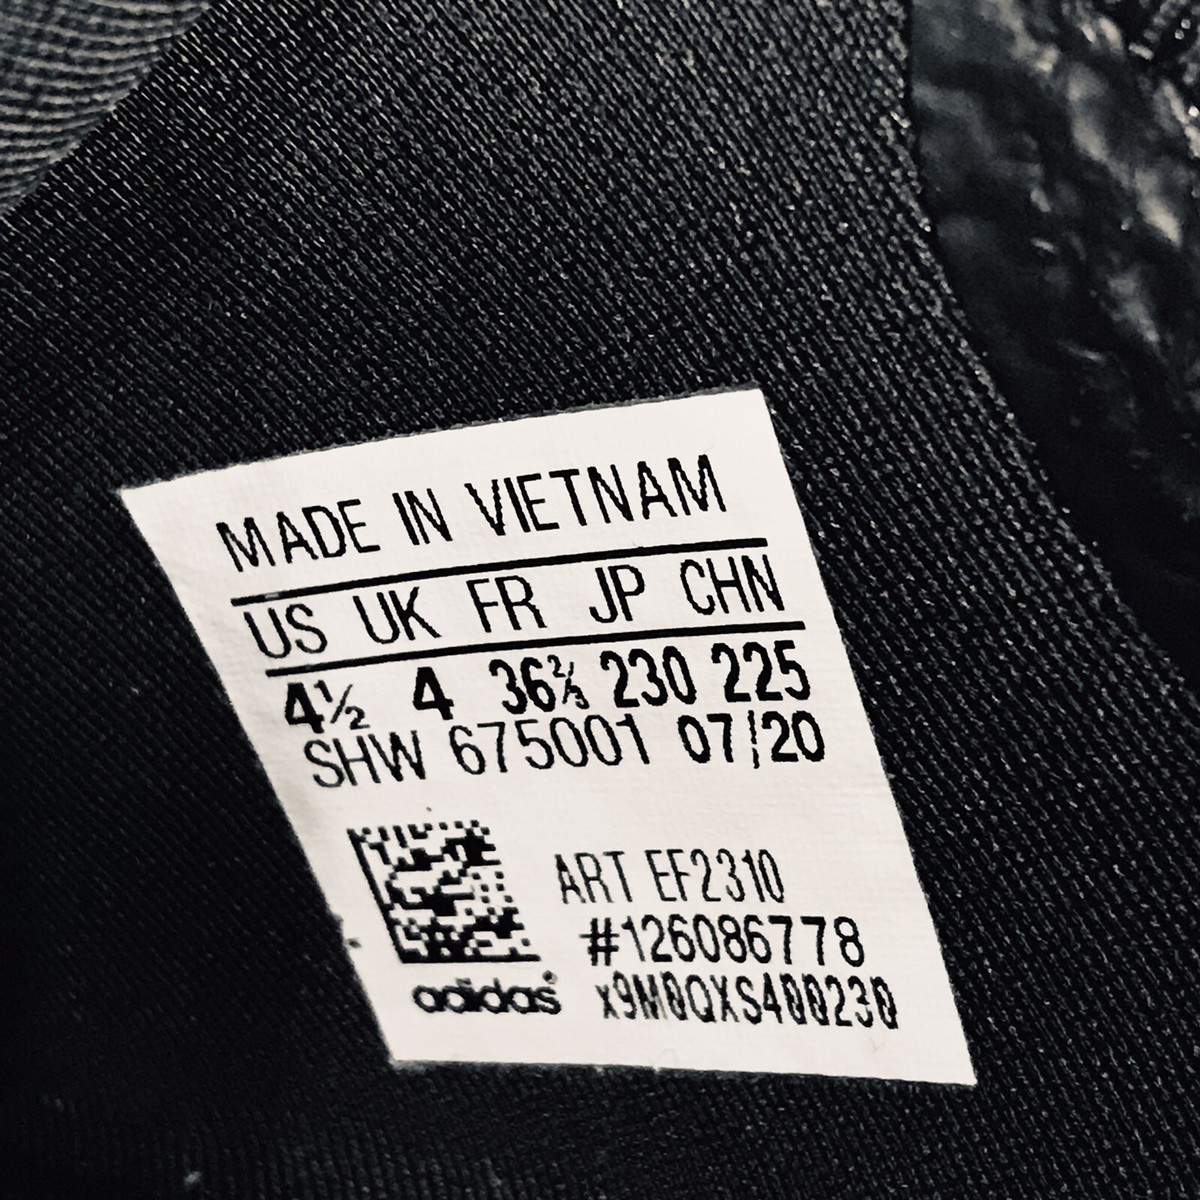 MADE IN VIETNAM
US UK FR JP CHN
4½ 4 36⅔ 230 225
SHW 675001 07/20
ART EF2310
#126086778
x9M0QXS400230
adidas®